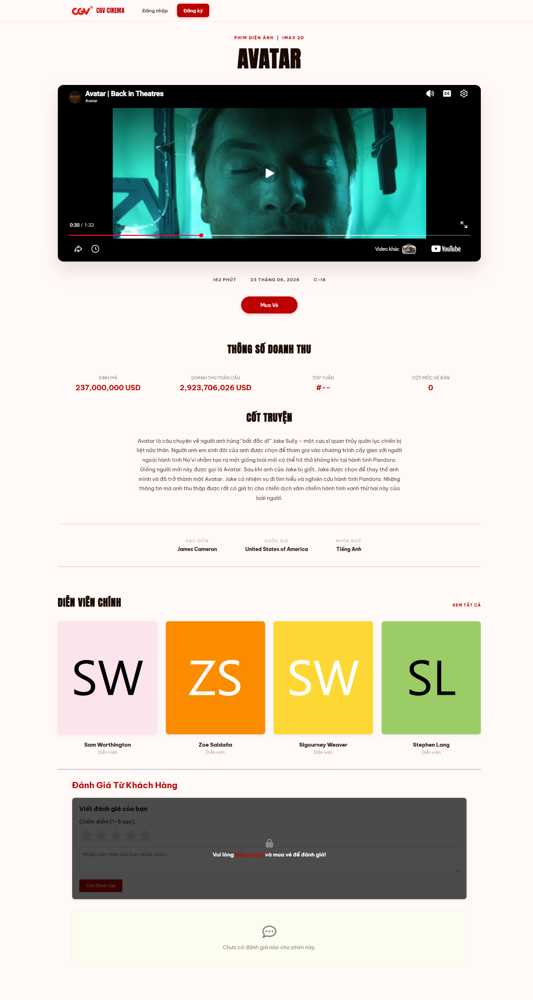 CGV CGV CINEMA Đăng nhập Đăng ký
PHIM ĐIỆN ẢNH | IMAX 2D
AVATAR
Avatar | Back in Theatres
Avatar
CC
0:30 / 1:32
Video khác YouTube
162 PHÚT 23 THÁNG 06, 2026 C-16
Mua Vé
THÔNG SỐ DOANH THU
KINH PHÍ DOANH THU TOÀN CẦU TOP TUẦN CỘT MỐC VÉ BÁN
237,000,000 USD 2,923,706,026 USD #-- 0
CỐT TRUYỆN
Avatar là câu chuyện về người anh hùng “bất đắc dĩ” Jake Sully – một cựu sĩ quan thủy quân lục chiến bị
liệt nửa thân. Người anh em sinh đôi của anh được chọn để tham gia vào chương trình cấy gien với người
ngoài hành tinh Na’vi nhằm tạo ra một giống loài mới có thể hít thở không khí tại hành tinh Pandora.
Giống người mới này được gọi là Avatar. Sau khi anh của Jake bị giết, Jake được chọn để thay thế anh
mình và đã trở thành một Avatar, Jake có nhiệm vụ đi tìm hiểu và nghiên cứu hành tinh Pandora. Những
thông tin mà anh thu thập được rất có giá trị cho chiến dịch xâm chiếm hành tinh xanh thứ hai này của
loài người.
ĐẠO DIỄN QUỐC GIA NGÔN NGỮ
James Cameron United States of America Tiếng Anh
DIỄN VIÊN CHÍNH XEM TẤT CẢ
SW ZS SW SL
Sam Worthington Zoe Saldaña Sigourney Weaver Stephen Lang
Diễn viên Diễn viên Diễn viên Diễn viên
Đánh Giá Từ Khách Hàng
Viết đánh giá của bạn
Chấm điểm (1-5 sao):
Nhập cảm nhận của bạn về bộ phim...
Vui lòng Đăng nhập và mua vé để đánh giá!
Gửi Đánh Giá
Chưa có đánh giá nào cho phim này.